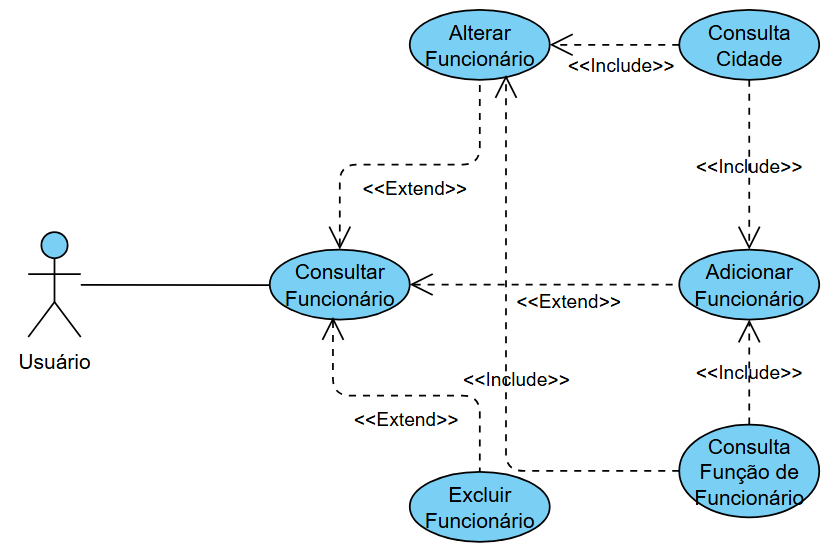 Alterar
Funcionário
<<Include>>
Consulta
Cidade
<<Include>>
<<Extend>>
Usuário
Consultar
Funcionário
<<Extend>>
Adicionar
Funcionário
<<Include>>
<<Include>>
<<Extend>>
Excluir
Funcionário
Consulta
Função de
Funcionário